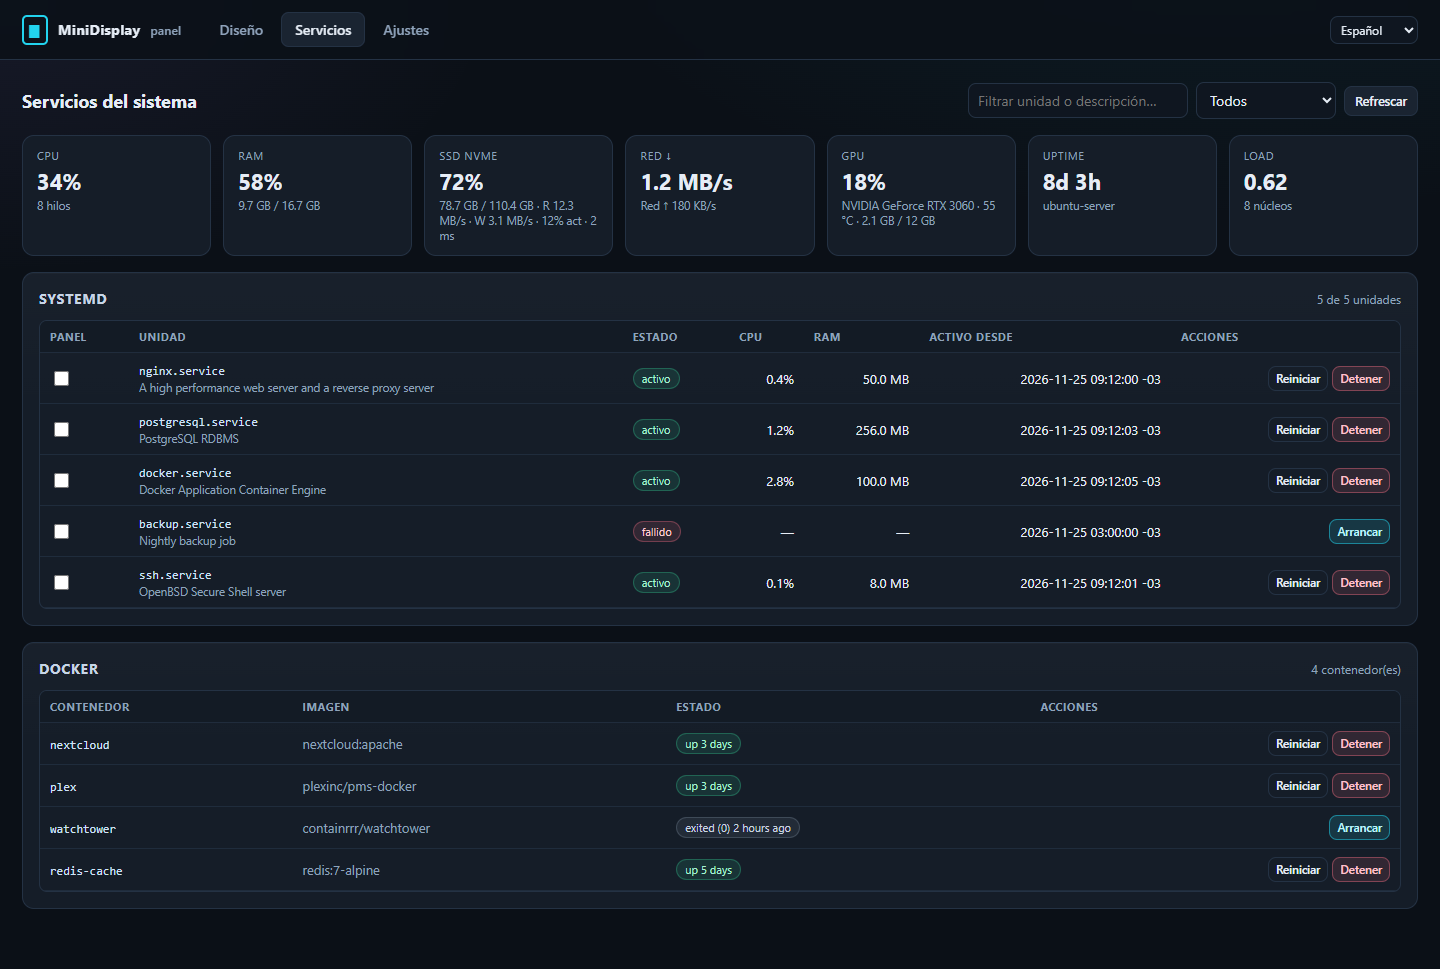 MiniDisplay panel Diseño Servicios Ajustes Español
Servicios del sistema Filtrar unidad o descripción... Todos Refrescar
CPU
34%
8 hilos
RAM
58%
9.7 GB / 16.7 GB
SSD NVME
72%
78.7 GB / 110.4 GB · R 12.3
MB/s · W 3.1 MB/s · 12% act · 2
ms
RED ↓
1.2 MB/s
Red ↑ 180 KB/s
GPU
18%
NVIDIA GeForce RTX 3060 · 55
°C · 2.1 GB / 12 GB
UPTIME
8d 3h
ubuntu-server
LOAD
0.62
8 núcleos
SYSTEMD 5 de 5 unidades
PANEL UNIDAD ESTADO CPU RAM ACTIVO DESDE ACCIONES
nginx.service
A high performance web server and a reverse proxy server
activo 0.4% 50.0 MB 2026-11-25 09:12:00 -03 Reiniciar Detener
postgresql.service
PostgreSQL RDBMS
activo 1.2% 256.0 MB 2026-11-25 09:12:03 -03 Reiniciar Detener
docker.service
Docker Application Container Engine
activo 2.8% 100.0 MB 2026-11-25 09:12:05 -03 Reiniciar Detener
backup.service
Nightly backup job
fallido — — 2026-11-25 03:00:00 -03 Arrancar
ssh.service
OpenBSD Secure Shell server
activo 0.1% 8.0 MB 2026-11-25 09:12:01 -03 Reiniciar Detener
DOCKER 4 contenedor(es)
CONTENEDOR IMAGEN ESTADO ACCIONES
nextcloud nextcloud:apache up 3 days Reiniciar Detener
plex plexinc/pms-docker up 3 days Reiniciar Detener
watchtower containrrr/watchtower exited (0) 2 hours ago Arrancar
redis-cache redis:7-alpine up 5 days Reiniciar Detener